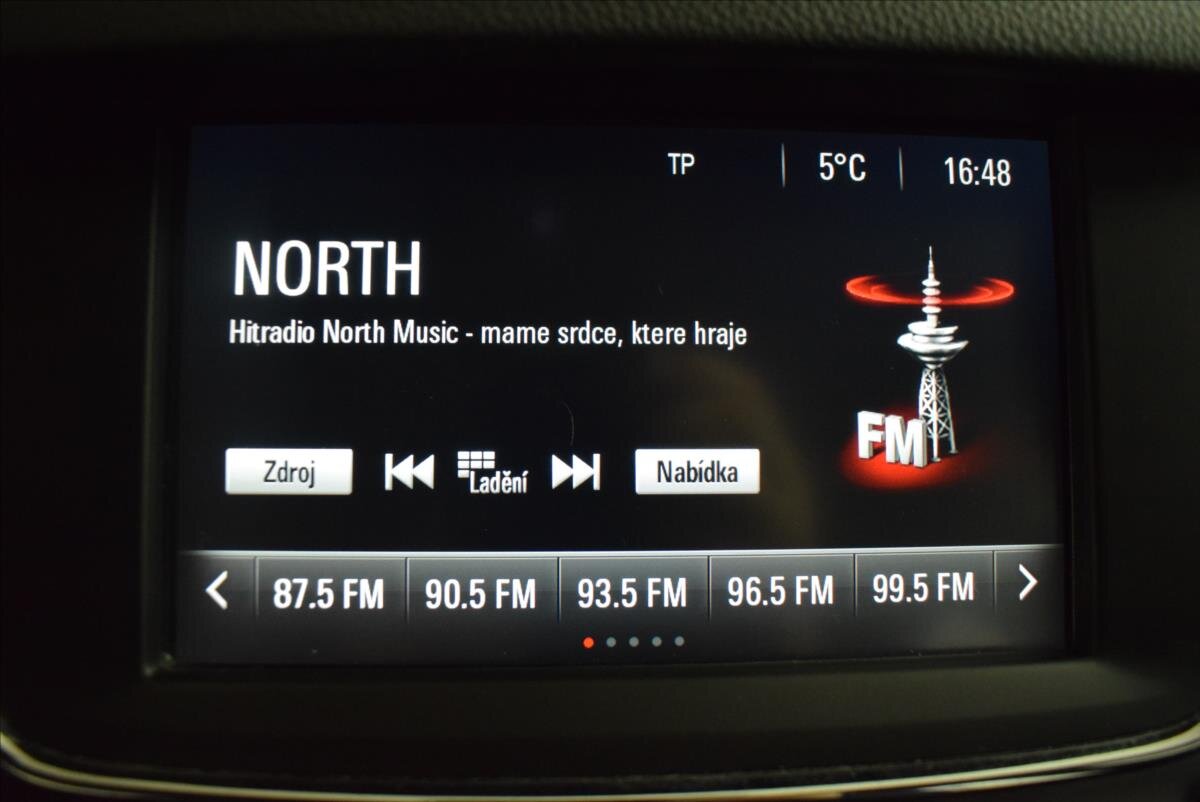 TP 5°C 16:48
NORTH
Hitradio North Music - mame srdce, ktere hraje
FM
Zdroj Ladění Nabídka
87.5 FM 90.5 FM 93.5 FM 96.5 FM 99.5 FM